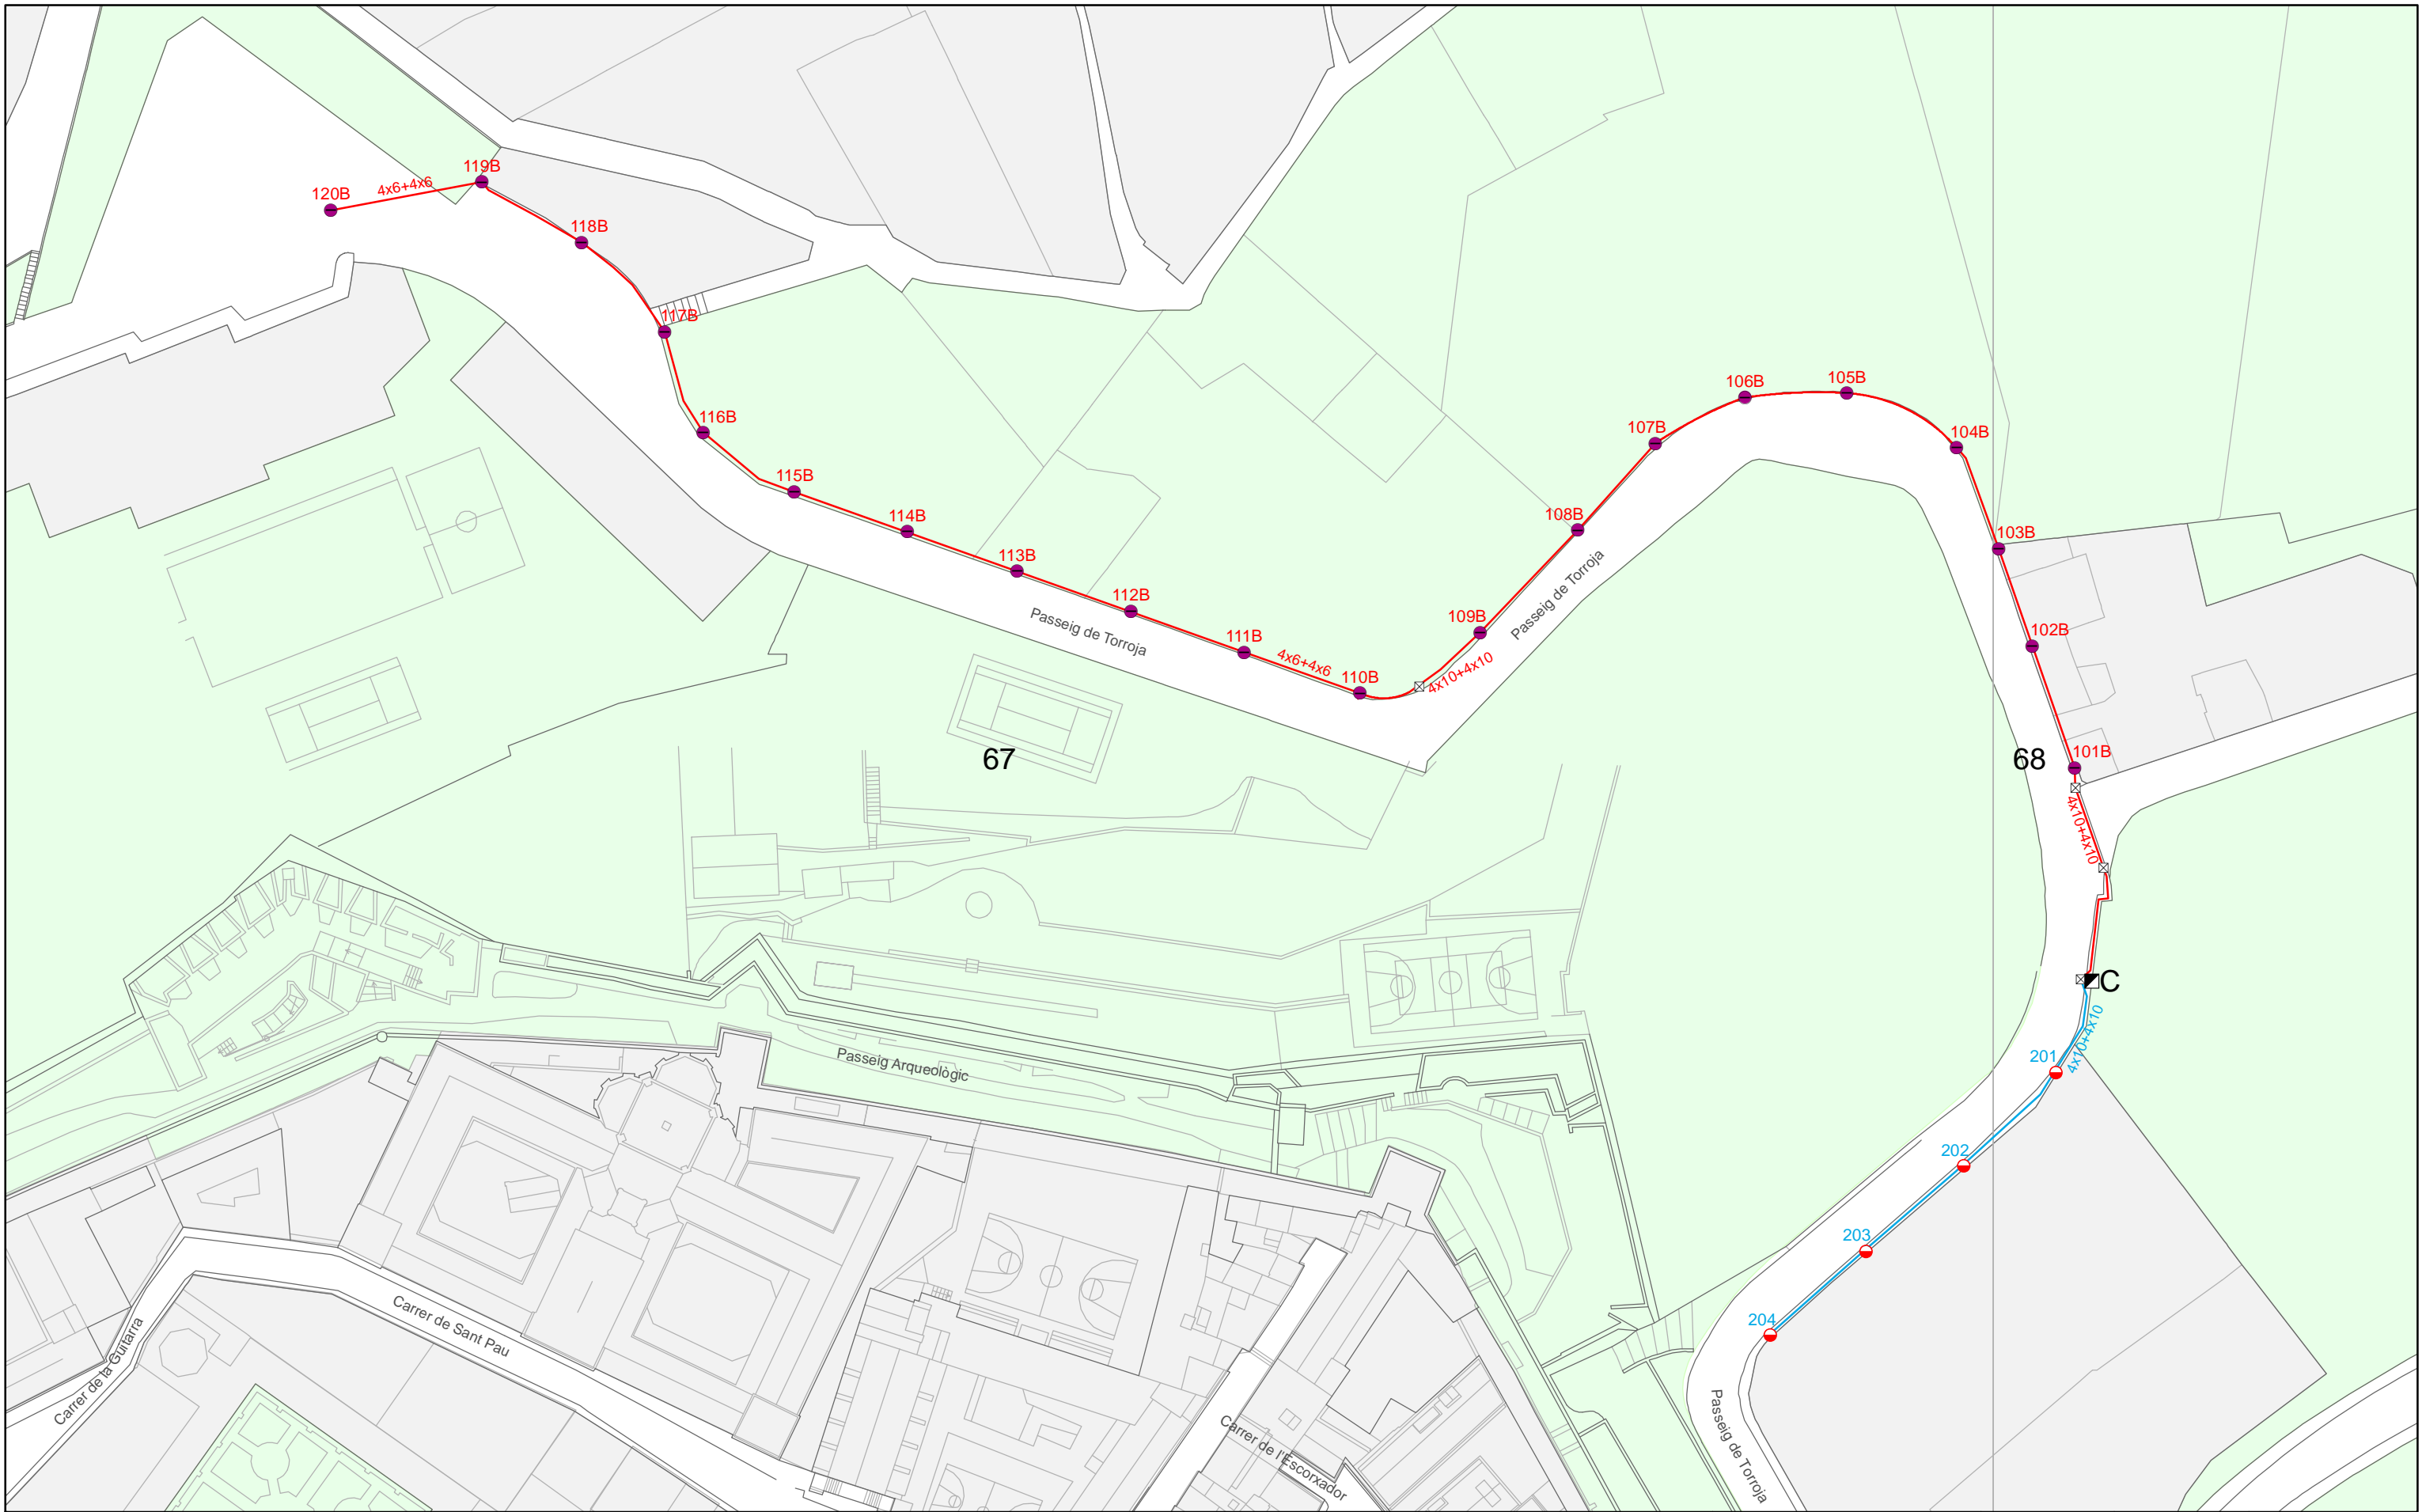 119B
4x6+4x6
120B
118B
117B
116B
106B
105B
107B
104B
115B
114B
108B
113B
103B
112B
Passeig de Torroja
109B
Passeig de Torroja
111B
102B
4x6+4x6
110B
4x10+4x10
67
68
101B
4x10+4x10
C
4x10+4x10
201
Passeig Arqueològic
202
203
204
Carrer de Sant Pau
Carrer de la Guitarra
Passeig de Torroja
Carrer de l'Escorxador